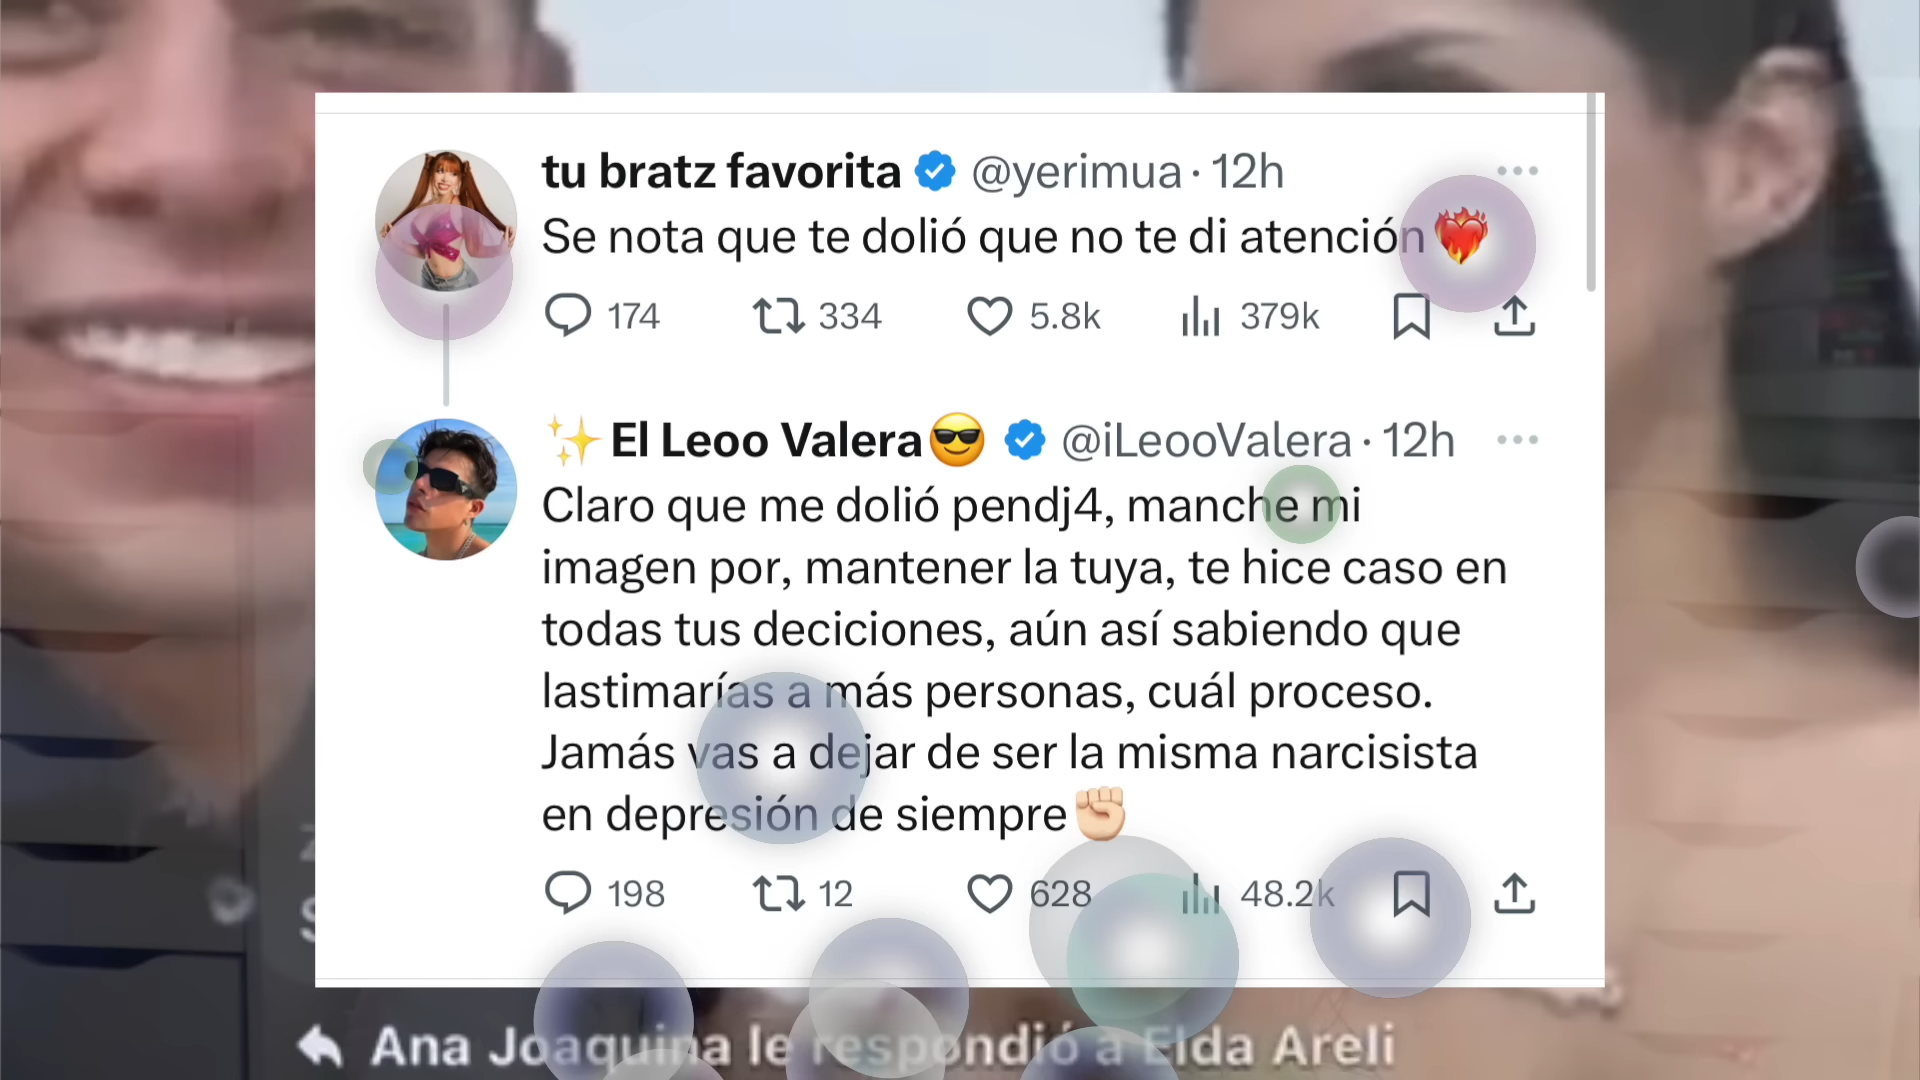 tu bratz favorita @yerimua · 12h
Se nota que te dolió que no te di atención ❤️‍🔥
174 334 5.8k 379k
✨ El Leoo Valera😎 @iLeooValera · 12h
Claro que me dolió pendj4, manche mi
imagen por, mantener la tuya, te hice caso en
todas tus deciciones, aún así sabiendo que
lastimarías a más personas, cuál proceso.
Jamás vas a dejar de ser la misma narcisista
en depresión de siempre✊🏻
198 12 628 48.2k
Ana Joaquina le respondió a Elda Areli